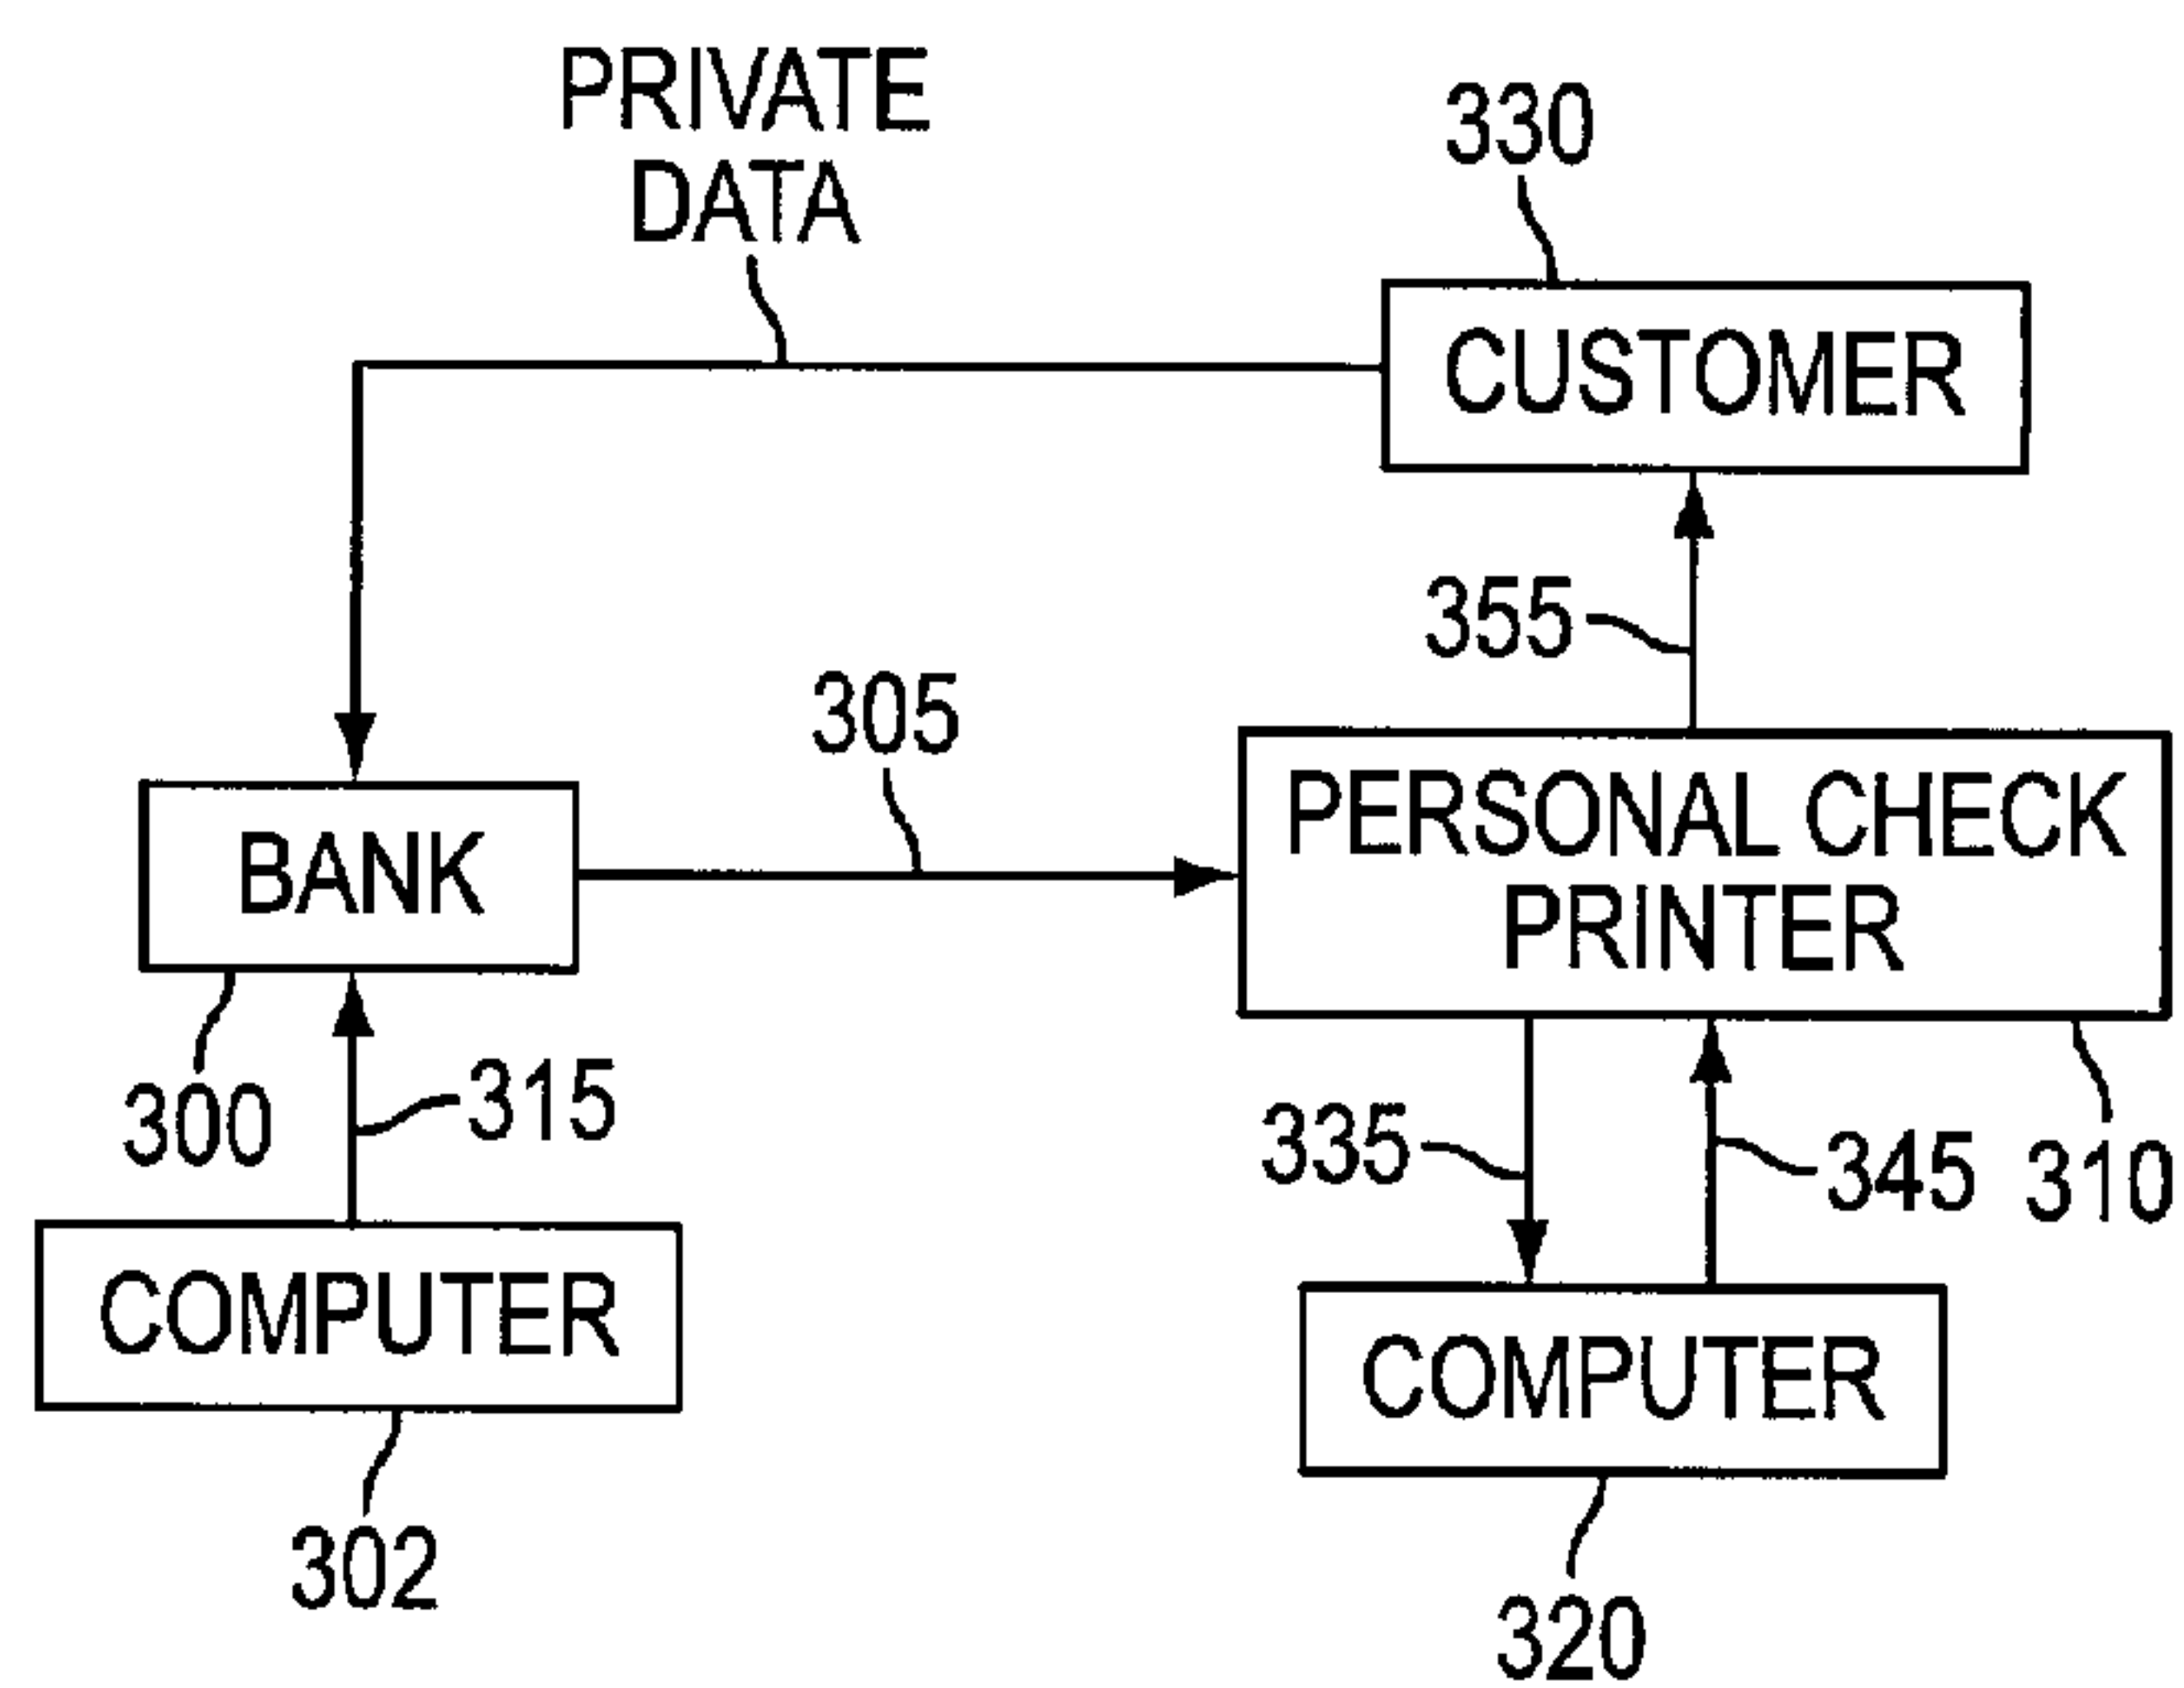 PRIVATE
DATA
330
CUSTOMER
355
305
PERSONAL CHECK
PRINTER
BANK
300
315
335
345
310
COMPUTER
COMPUTER
302
320